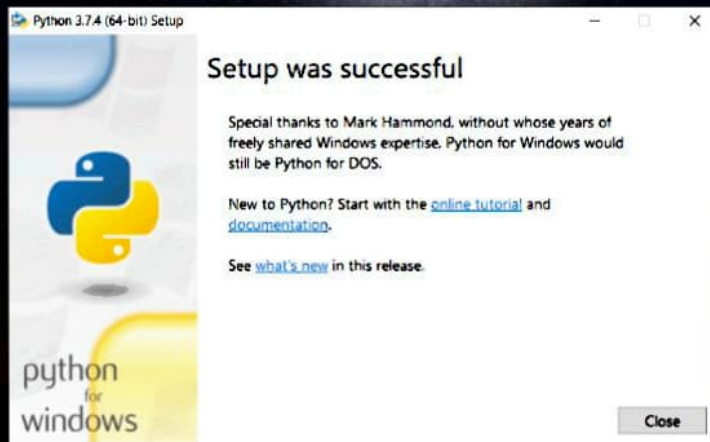 Python 3.7.4 (64-bit) Setup
Setup was successful
Special thanks to Mark Hammond, without whose years of
freely shared Windows expertise, Python for Windows would
still be Python for DOS.
New to Python? Start with the online tutorial and
documentation.
See what's new in this release.
python
for
windows
Close